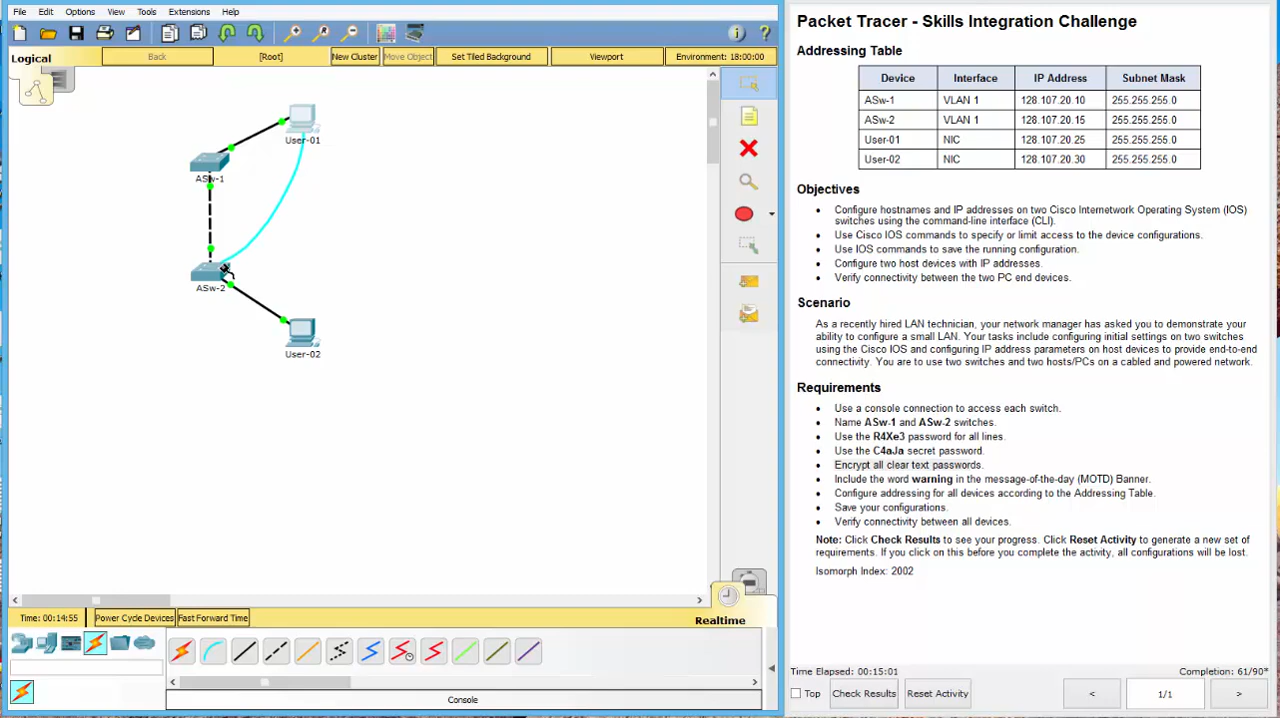 File Edit Options View Tools Extensions Help
Logical Back [Root] New Cluster Move Object Set Tiled Background Viewport Environment: 18:00:00
User-01
ASw-1
ASw-2
User-02
Time: 00:14:55 Power Cycle Devices Fast Forward Time Realtime
Console
Packet Tracer - Skills Integration Challenge
Addressing Table
Device Interface IP Address Subnet Mask
ASw-1 VLAN 1 128.107.20.10 255.255.255.0
ASw-2 VLAN 1 128.107.20.15 255.255.255.0
User-01 NIC 128.107.20.25 255.255.255.0
User-02 NIC 128.107.20.30 255.255.255.0
Objectives
• Configure hostnames and IP addresses on two Cisco Internetwork Operating System (IOS)
switches using the command-line interface (CLI).
• Use Cisco IOS commands to specify or limit access to the device configurations.
• Use IOS commands to save the running configuration.
• Configure two host devices with IP addresses.
• Verify connectivity between the two PC end devices.
Scenario
As a recently hired LAN technician, your network manager has asked you to demonstrate your
ability to configure a small LAN. Your tasks include configuring initial settings on two switches
using the Cisco IOS and configuring IP address parameters on host devices to provide end-to-end
connectivity. You are to use two switches and two hosts/PCs on a cabled and powered network.
Requirements
• Use a console connection to access each switch.
• Name ASw-1 and ASw-2 switches.
• Use the R4Xe3 password for all lines.
• Use the C4aJa secret password.
• Encrypt all clear text passwords.
• Include the word warning in the message-of-the-day (MOTD) Banner.
• Configure addressing for all devices according to the Addressing Table.
• Save your configurations.
• Verify connectivity between all devices.
Note: Click Check Results to see your progress. Click Reset Activity to generate a new set of
requirements. If you click on this before you complete the activity, all configurations will be lost.
Isomorph Index: 2002
Time Elapsed: 00:15:01 Completion: 61/90*
Top Check Results Reset Activity < 1/1 >